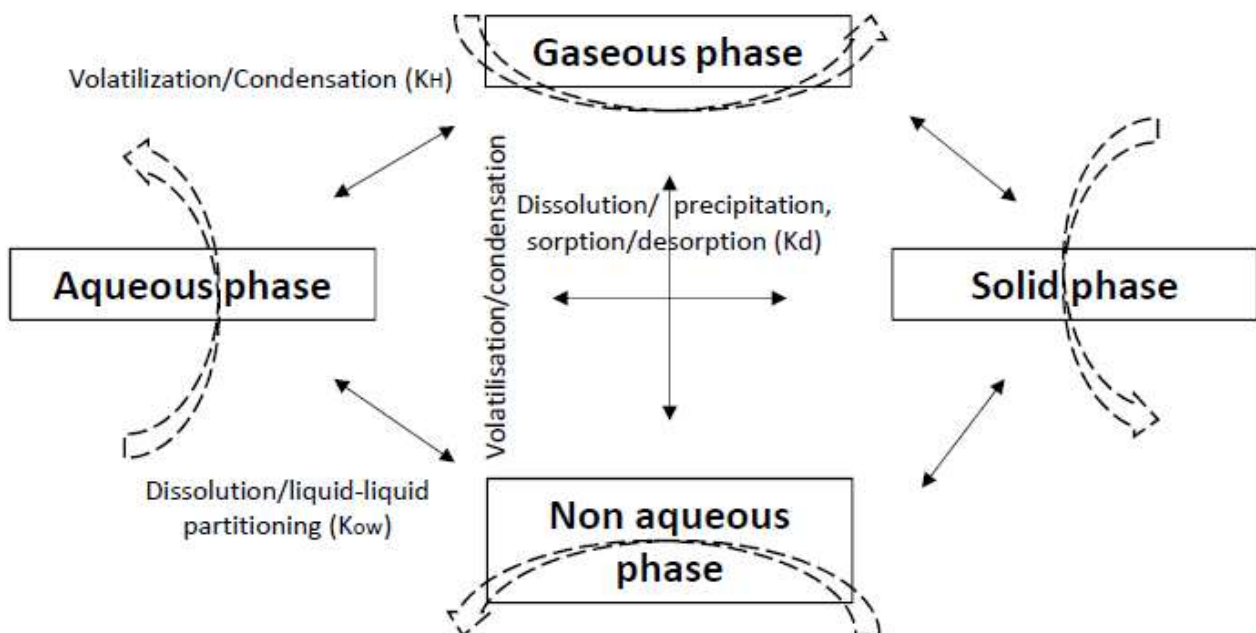 Gaseous phase
Volatilization/Condensation (KH)
Volatilisation/condensation
Dissolution/ precipitation,
sorption/desorption (Kd)
Aqueous phase
Solid phase
Dissolution/liquid-liquid
partitioning (Kow)
Non aqueous
phase